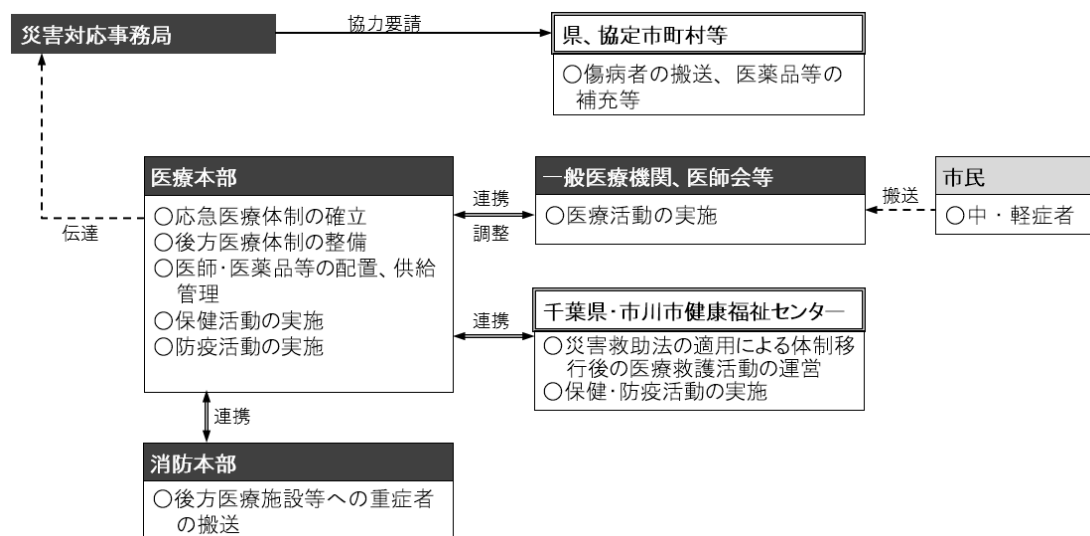 災害対応事務局
協力要請
県、協定市町村等
○傷病者の搬送、医薬品等の
補充等
伝達
医療本部
○応急医療体制の確立
○後方医療体制の整備
○医師・医薬品等の配置、供給
管理
○保健活動の実施
○防疫活動の実施
連携
調整
一般医療機関、医師会等
○医療活動の実施
搬送
市民
○中・軽症者
連携
千葉県・市川市健康福祉センター
○災害救助法の適用による体制移
行後の医療救護活動の運営
○保健・防疫活動の実施
連携
消防本部
○後方医療施設等への重症者
の搬送